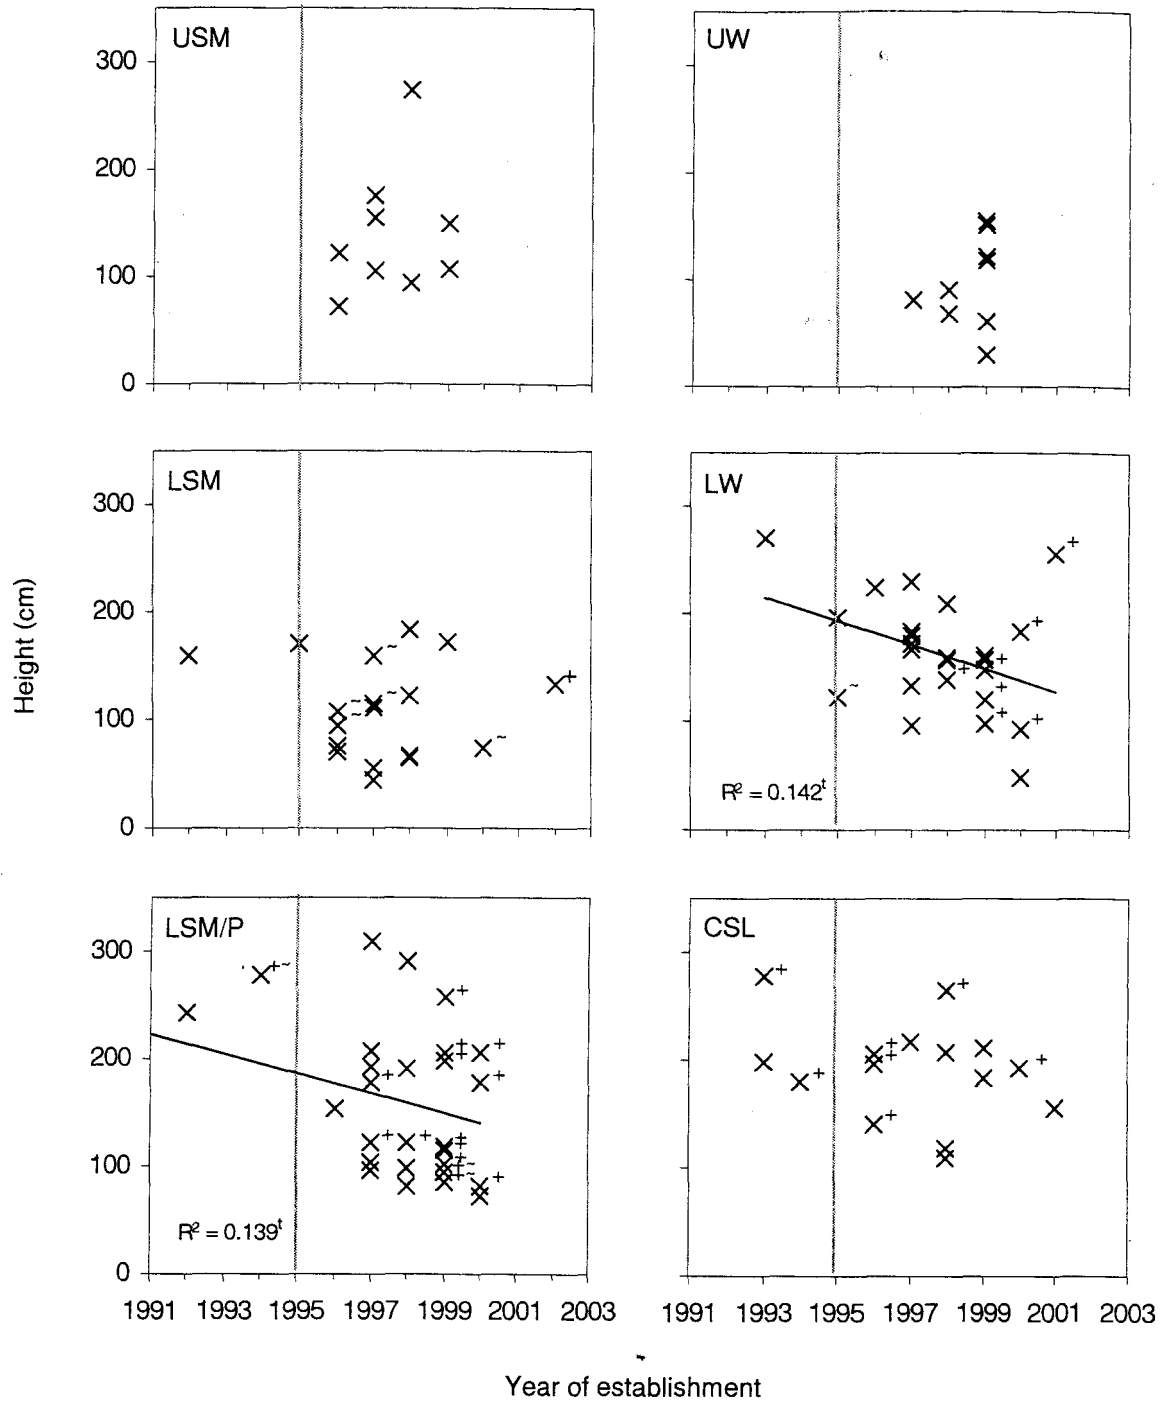 USM
UW
300
200
100
0
LSM
LW
300
200
100
0
R² = 0.142ᵗ
Height (cm)
LSM/P
CSL
300
200
100
0
R² = 0.139ᵗ
1991 1993 1995 1997 1999 2001 2003
1991 1993 1995 1997 1999 2001 2003
Year of establishment